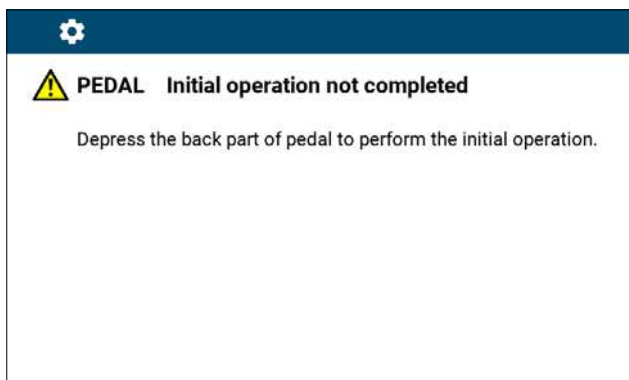 PEDAL Initial operation not completed
Depress the back part of pedal to perform the initial operation.